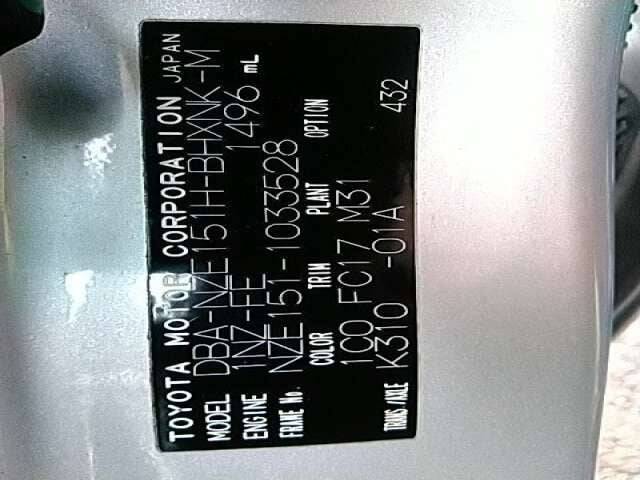 TOYOTA MOTOR CORPORATION JAPAN
MODEL DBA-NZE151H-BHXNK-M
ENGINE 1NZ-FE 1496 mL
FRAME No. NZE151-1033528
COLOR TRIM PLANT OPTION
1C0 FC17 M31
TRANS./AXLE K310 -01A 432